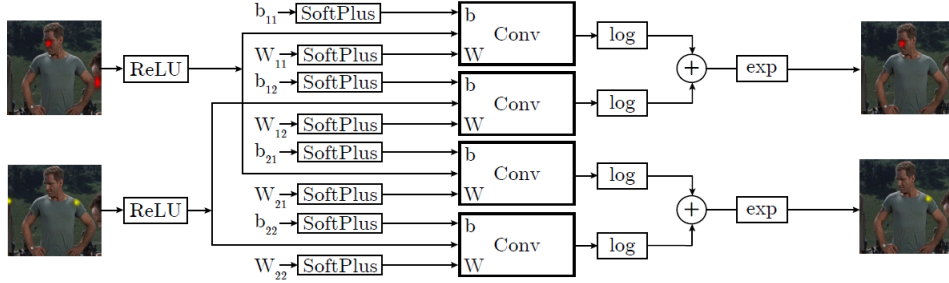 b₁₁ SoftPlus
b
Conv
log
W₁₁ SoftPlus
W
ReLU
+
exp
b₁₂ SoftPlus
b
Conv
log
W₁₂ SoftPlus
W
b₂₁ SoftPlus
b
Conv
log
W₂₁ SoftPlus
W
ReLU
+
exp
b₂₂ SoftPlus
b
Conv
log
W₂₂ SoftPlus
W